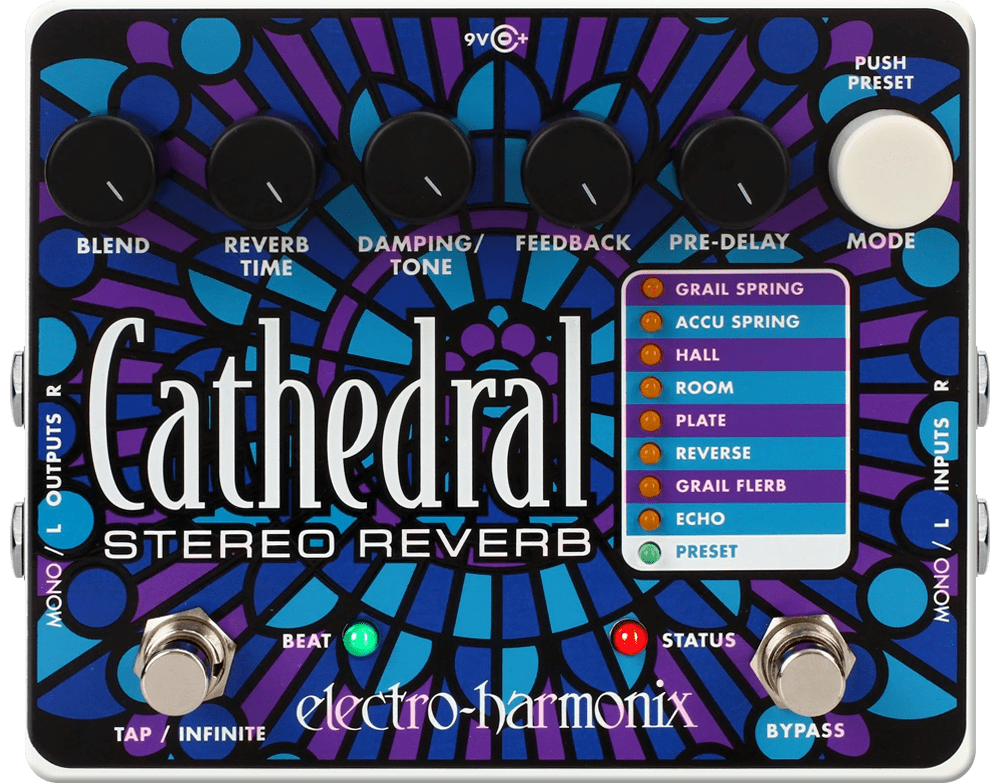 9V +
PUSH
PRESET
BLEND
REVERB
TIME
DAMPING/
TONE
FEEDBACK
PRE-DELAY
MODE
GRAIL SPRING
ACCU SPRING
HALL
ROOM
PLATE
REVERSE
GRAIL FLERB
ECHO
PRESET
Cathedral
STEREO REVERB
MONO / L OUTPUTS R
MONO / L INPUTS R
BEAT
STATUS
electro-harmonix
TAP / INFINITE
BYPASS